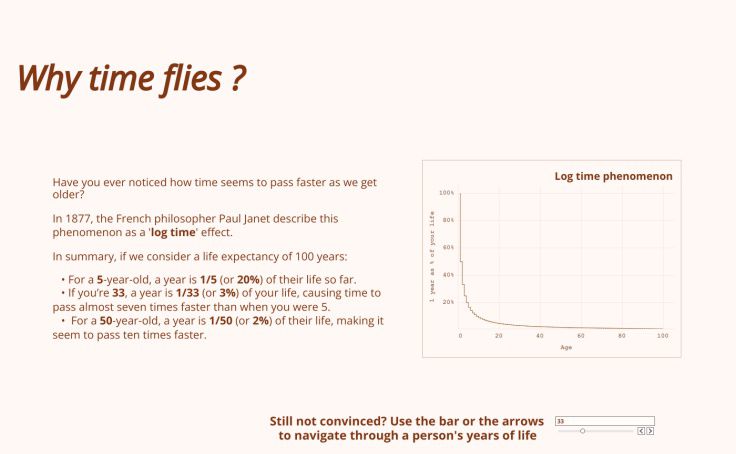 Why time flies ?
Have you ever noticed how time seems to pass faster as we get
older?
In 1877, the French philosopher Paul Janet describe this
phenomenon as a 'log time' effect.
In summary, if we consider a life expectancy of 100 years:
• For a 5-year-old, a year is 1/5 (or 20%) of their life so far.
• If you're 33, a year is 1/33 (or 3%) of your life, causing time to
pass almost seven times faster than when you were 5.
• For a 50-year-old, a year is 1/50 (or 2%) of their life, making it
seem to pass ten times faster.
Log time phenomenon
1 year as % of your life
100%
80%
60%
40%
20%
0 20 40 60 80 100
Age
Still not convinced? Use the bar or the arrows
to navigate through a person's years of life
33